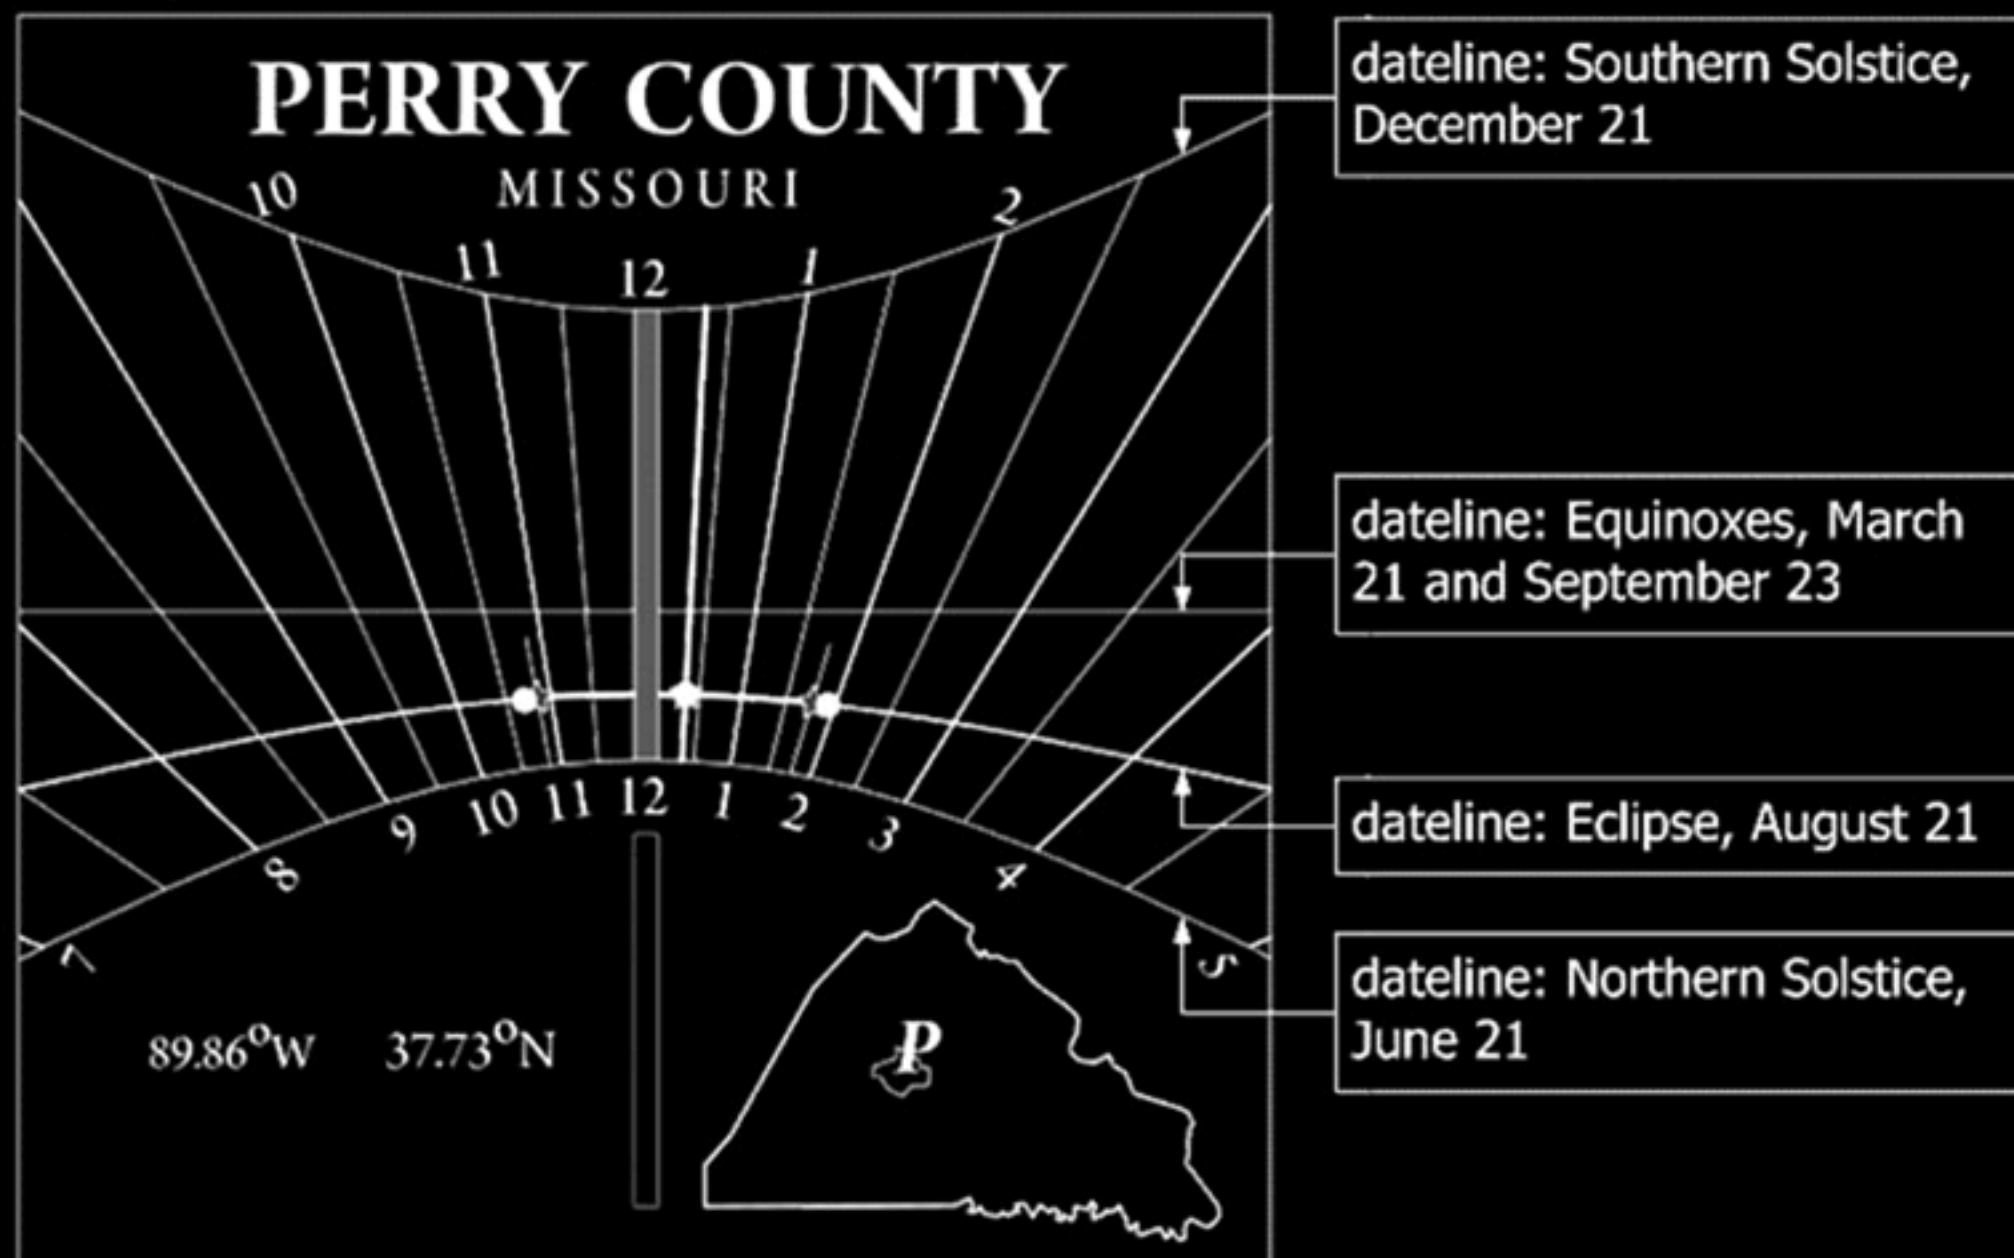 PERRY COUNTY
MISSOURI
10
11
12
1
2
7
8
9
10
11
12
1
2
3
4
5
89.86°W 37.73°N
P
dateline: Southern Solstice,
December 21
dateline: Equinoxes, March
21 and September 23
dateline: Eclipse, August 21
dateline: Northern Solstice,
June 21